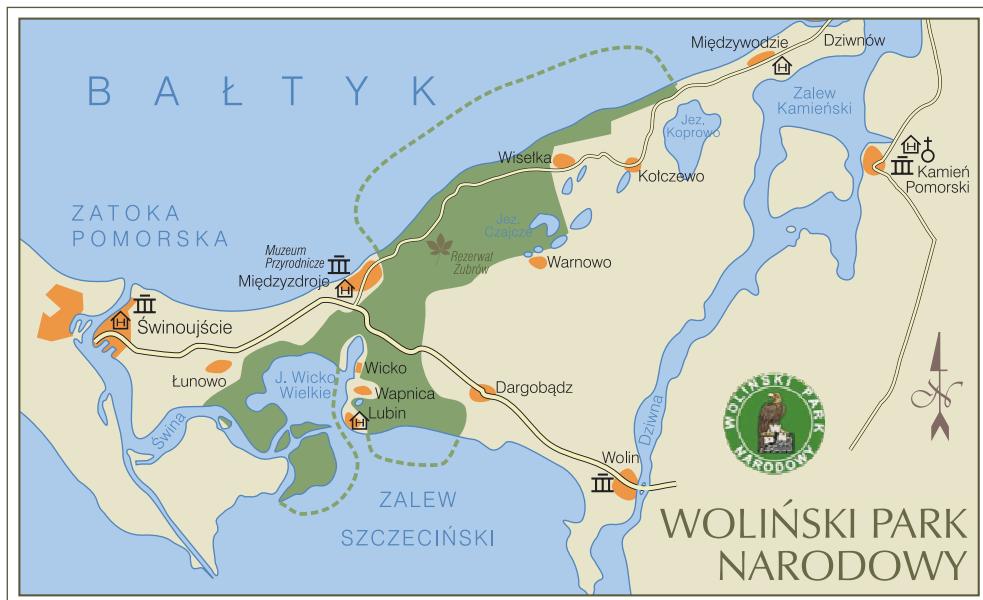 BAŁTYK
Międzywodzie
Dziwnów
Zalew
Kamieński
Jez.
Koprowo
Wisełka
Kołczewo
Kamień
Pomorski
ZATOKA
POMORSKA
Jez.
Czajcze
Muzeum
Przyrodnicze
Międzyzdroje
Rezerwat
Żubrów
Warnowo
Świnoujście
Łunowo
J. Wicko
Wielkie
Wicko
Wapnica
Lubin
Dargobądz
Świna
Dziwna
N
WOLIŃSKI PARK
NARODOWY
Wolin
ZALEW
SZCZECIŃSKI
WOLIŃSKI PARK
NARODOWY